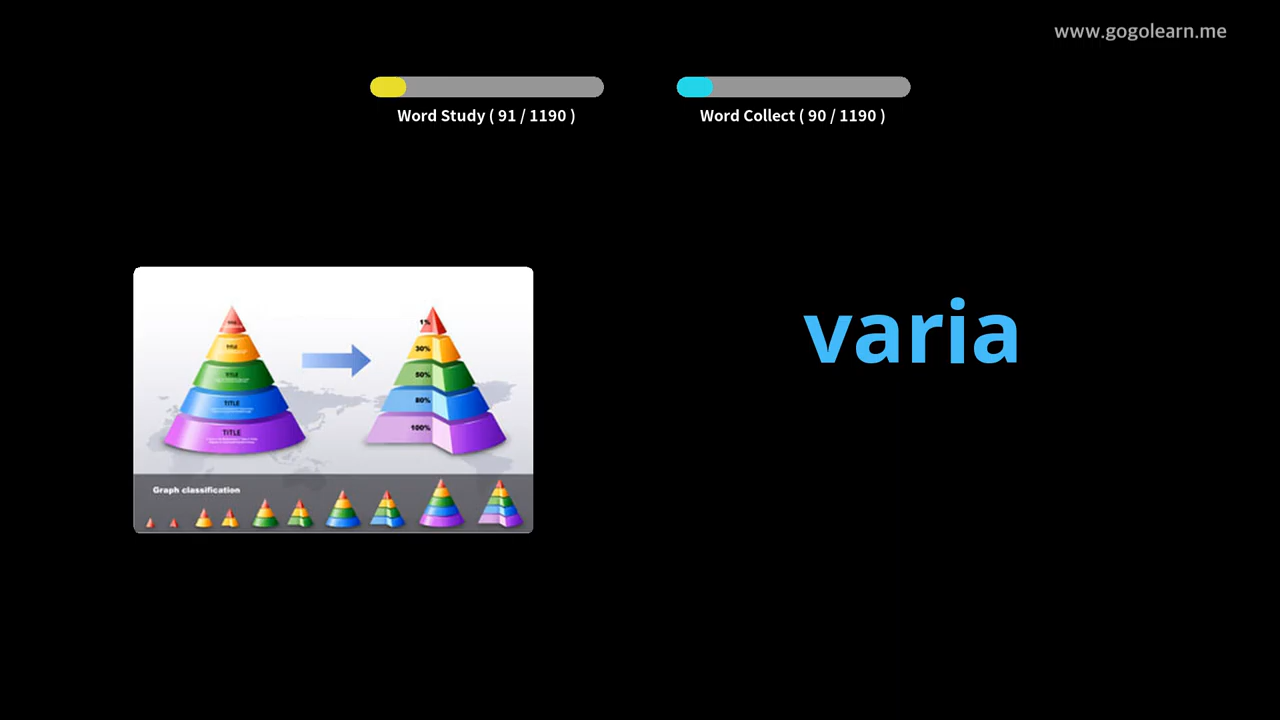 www.gogolearn.me
Word Study ( 91 / 1190 )
Word Collect ( 90 / 1190 )
varia
1%
30%
50%
80%
100%
TITLE
TITLE
TITLE
TITLE
Graph classification